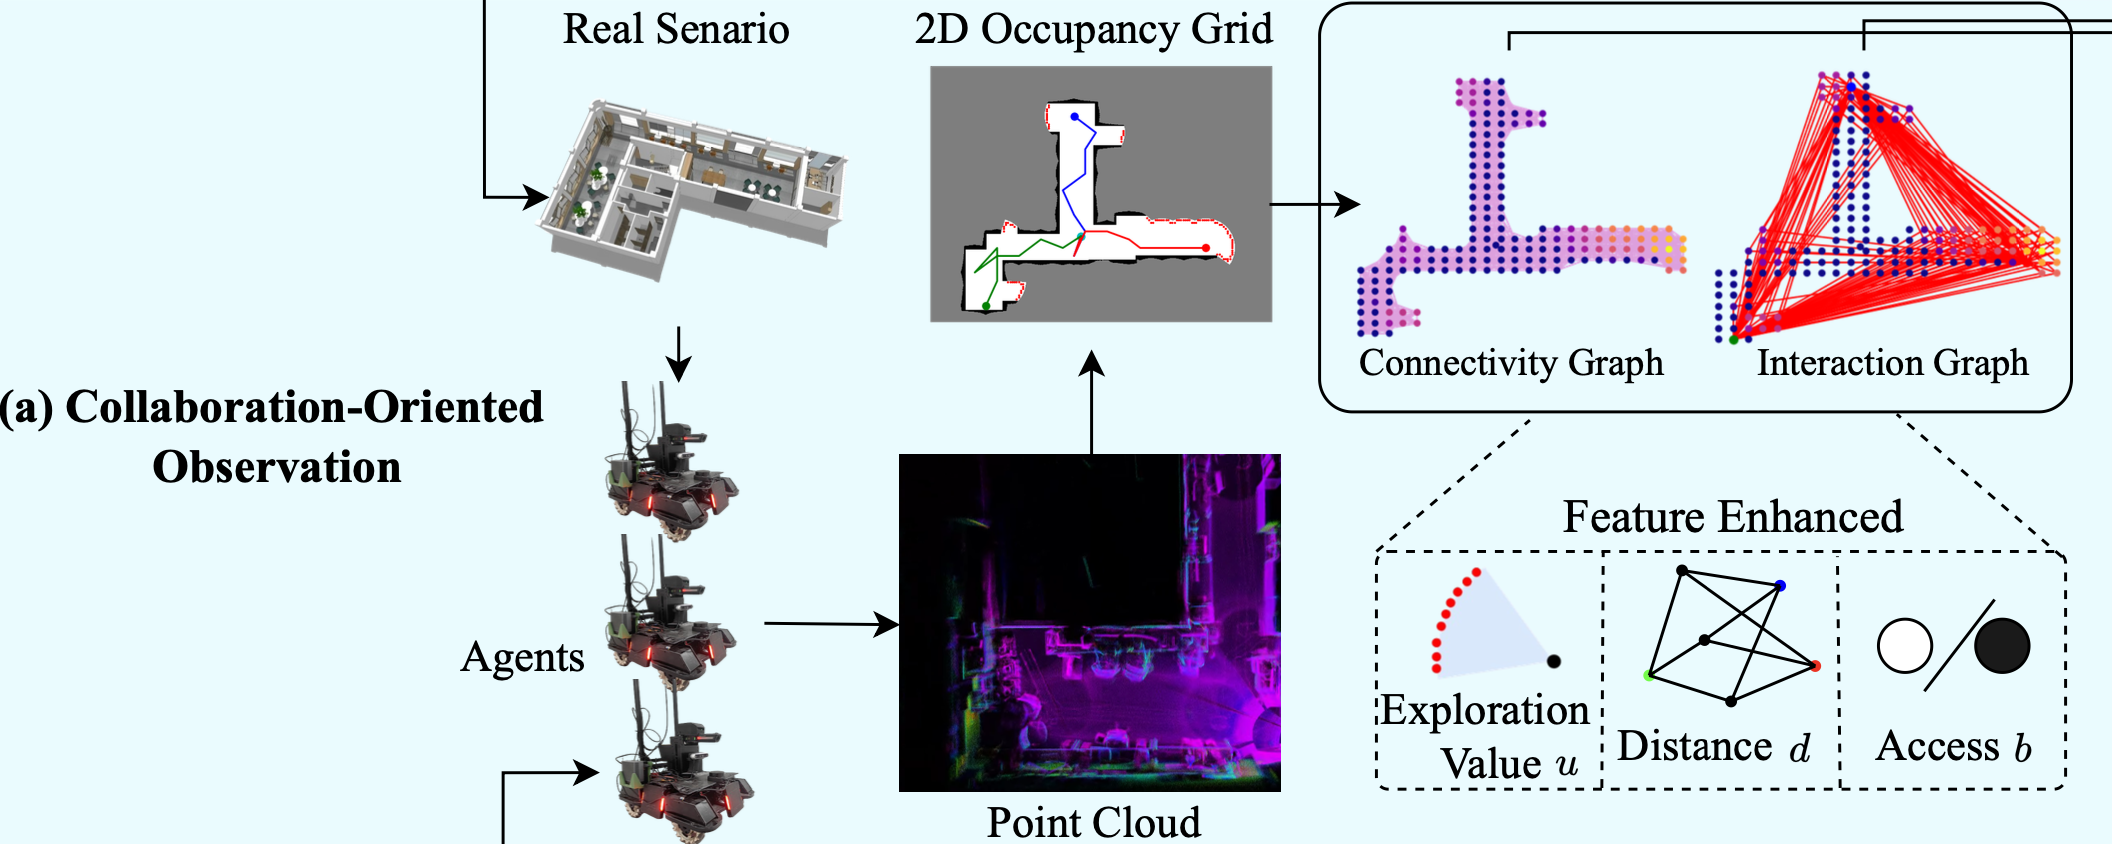 Real Senario
2D Occupancy Grid
Connectivity Graph
Interaction Graph
(a) Collaboration-Oriented
Observation
Feature Enhanced
Agents
Exploration
Value u
Distance d
Access b
Point Cloud